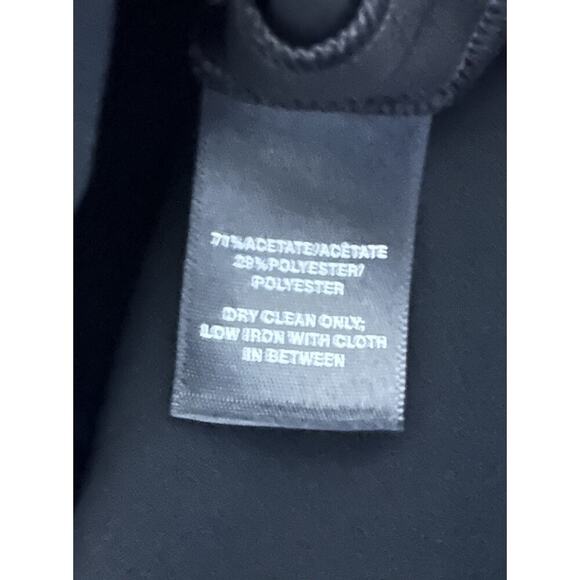 71% ACETATE/ACÉTATE
29% POLYESTER/
POLYESTER
DRY CLEAN ONLY;
LOW IRON WITH CLOTH
IN BETWEEN